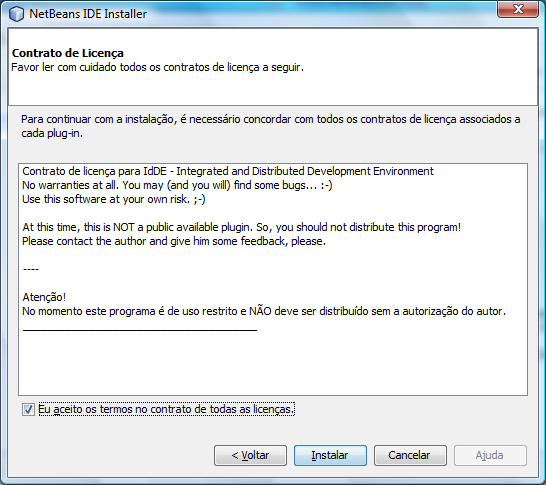 NetBeans IDE Installer
Contrato de Licença
Favor ler com cuidado todos os contratos de licença a seguir.
Para continuar com a instalação, é necessário concordar com todos os contratos de licença associados a
cada plug-in.
Contrato de licença para IdDE - Integrated and Distributed Development Environment
No warranties at all. You may (and you will) find some bugs... :-)
Use this software at your own risk. ;-)
At this time, this is NOT a public available plugin. So, you should not distribute this program!
Please contact the author and give him some feedback, please.
----
Atenção!
No momento este programa é de uso restrito e NÃO deve ser distribuído sem a autorização do autor.
_______________________________________
Eu aceito os termos no contrato de todas as licenças.
< Voltar
Instalar
Cancelar
Ajuda